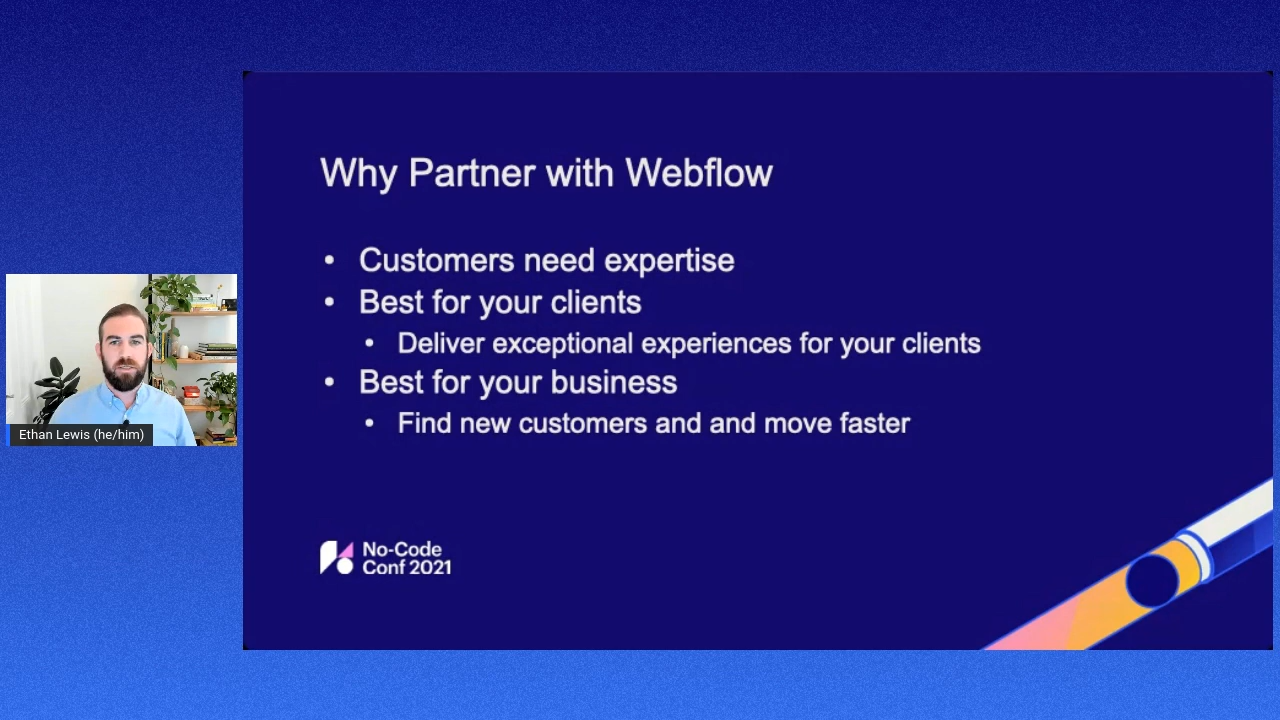 Why Partner with Webflow
• Customers need expertise
• Best for your clients
• Deliver exceptional experiences for your clients
• Best for your business
• Find new customers and and move faster
Ethan Lewis (he/him)
No-Code
Conf 2021